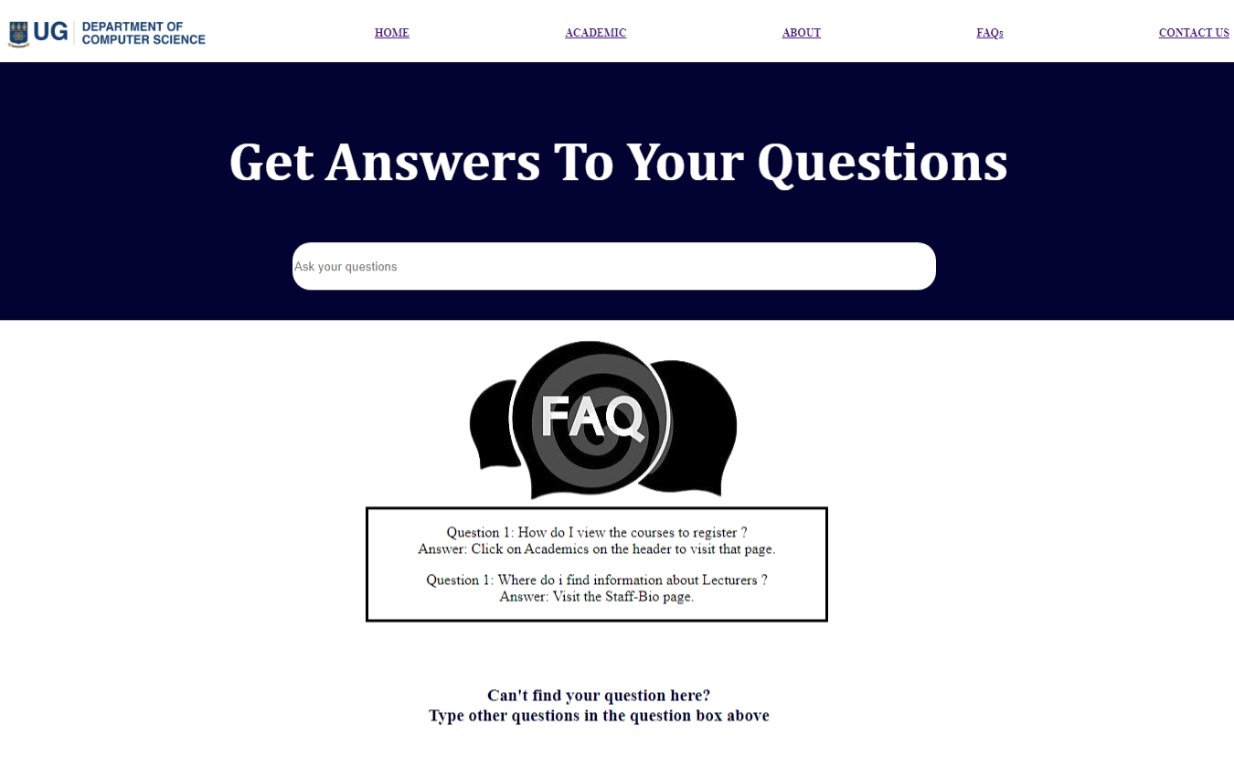 UG DEPARTMENT OF
COMPUTER SCIENCE
HOME
ACADEMIC
ABOUT
FAQs
CONTACT US
Get Answers To Your Questions
Ask your questions
FAQ
Question 1: How do I view the courses to register ?
Answer: Click on Academics on the header to visit that page.
Question 1: Where do i find information about Lecturers ?
Answer: Visit the Staff-Bio page.
Can't find your question here?
Type other questions in the question box above